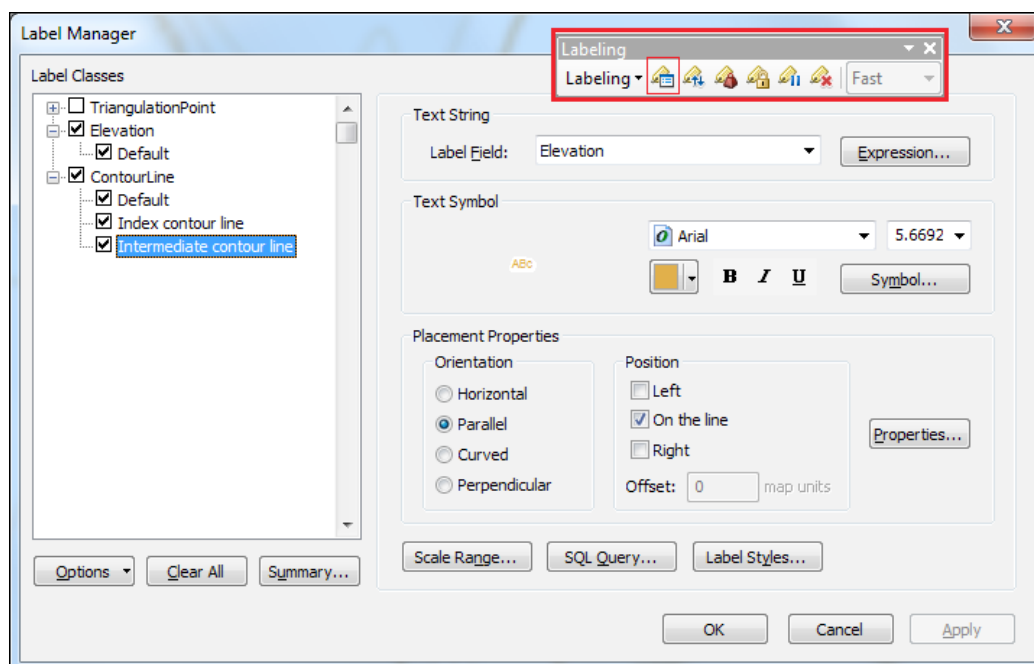 Label Manager
Labeling
Labeling
Fast
Label Classes
TriangulationPoint
Elevation
Default
ContourLine
Default
Index contour line
Intermediate contour line
Options
Clear All
Summary...
Text String
Label Field:
Elevation
Expression...
Text Symbol
ABC
Arial
5.6692
B I U
Symbol...
Placement Properties
Orientation
Horizontal
Parallel
Curved
Perpendicular
Position
Left
On the line
Right
Offset: 0 map units
Properties...
Scale Range...
SQL Query...
Label Styles...
OK
Cancel
Apply